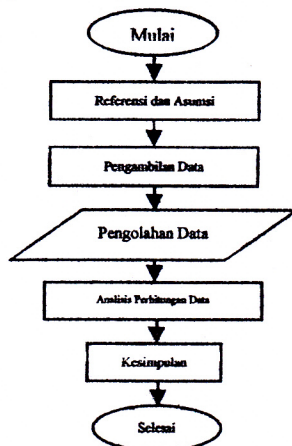 Mulai
Referensi dan Asumsi
Pengambilan Data
Pengolahan Data
Analisis Perhitungan Data
Kesimpulan
Selesai